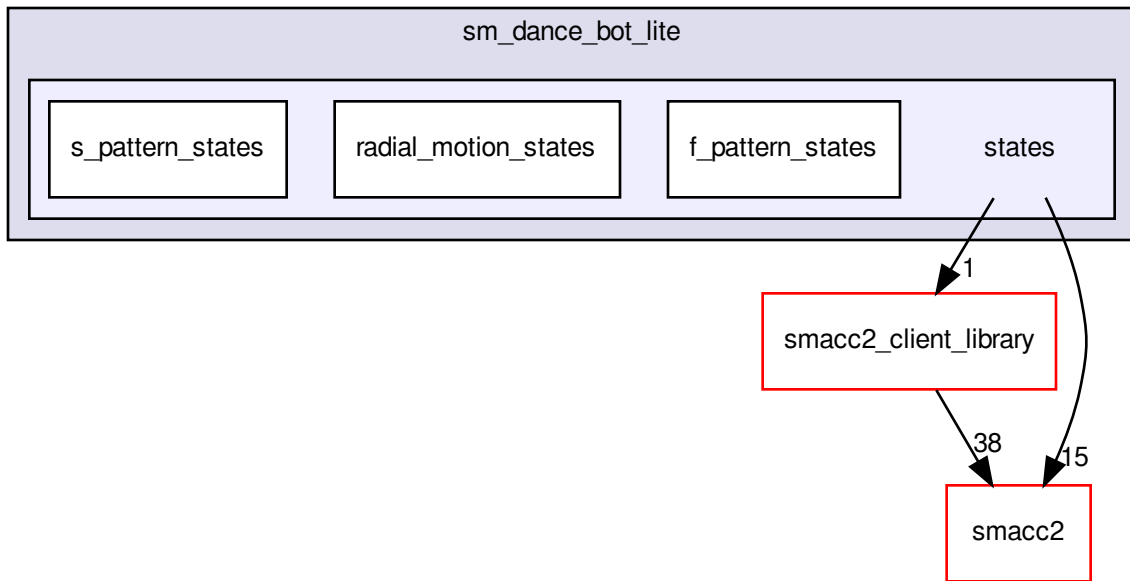 sm_dance_bot_lite
s_pattern_states
radial_motion_states
f_pattern_states
states
1
smacc2_client_library
38
15
smacc2